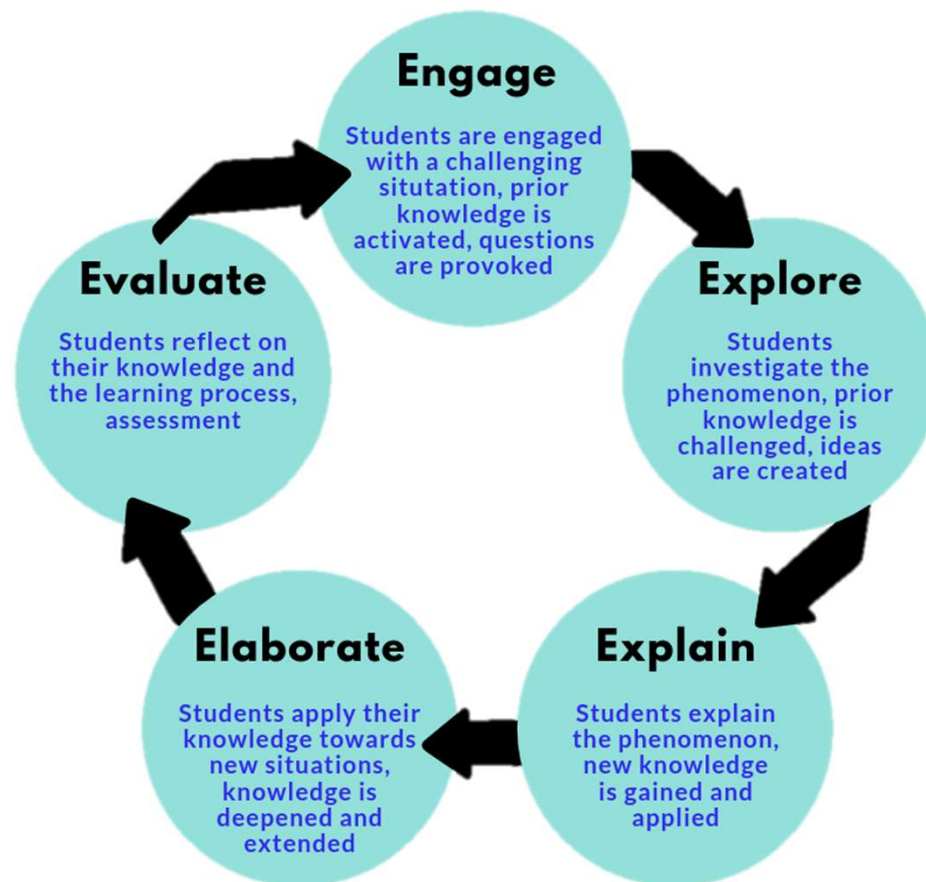 Engage
Students are engaged
with a challenging
situtation, prior
knowledge is
activated, questions
are provoked
Explore
Students
investigate the
phenomenon, prior
knowledge is
challenged, ideas
are created
Explain
Students explain
the phenomenon,
new knowledge
is gained and
applied
Elaborate
Students apply their
knowledge towards
new situations,
knowledge is
deepened and
extended
Evaluate
Students reflect on
their knowledge and
the learning process,
assessment